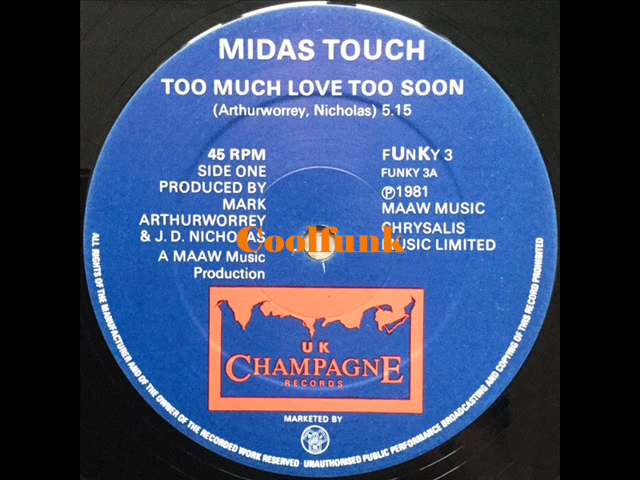 MIDAS TOUCH
TOO MUCH LOVE TOO SOON
(Arthurworrey, Nicholas) 5.15
45 RPM
SIDE ONE
PRODUCED BY
MARK
ARTHURWORREY
& J. D. NICHOLAS
A MAAW Music
Production
FUNKY 3
FUNKY 3A
Ⓟ1981
MAAW MUSIC
CHRYSALIS
MUSIC LIMITED
Coolfunk
UK
CHAMPAGNE
RECORDS
MARKETED BY
ALL RIGHTS OF THE MANUFACTURER AND OF THE OWNER OF THE RECORDED WORK RESERVED · UNAUTHORISED PUBLIC PERFORMANCE BROADCASTING AND COPYING OF THIS RECORD PROHIBITED